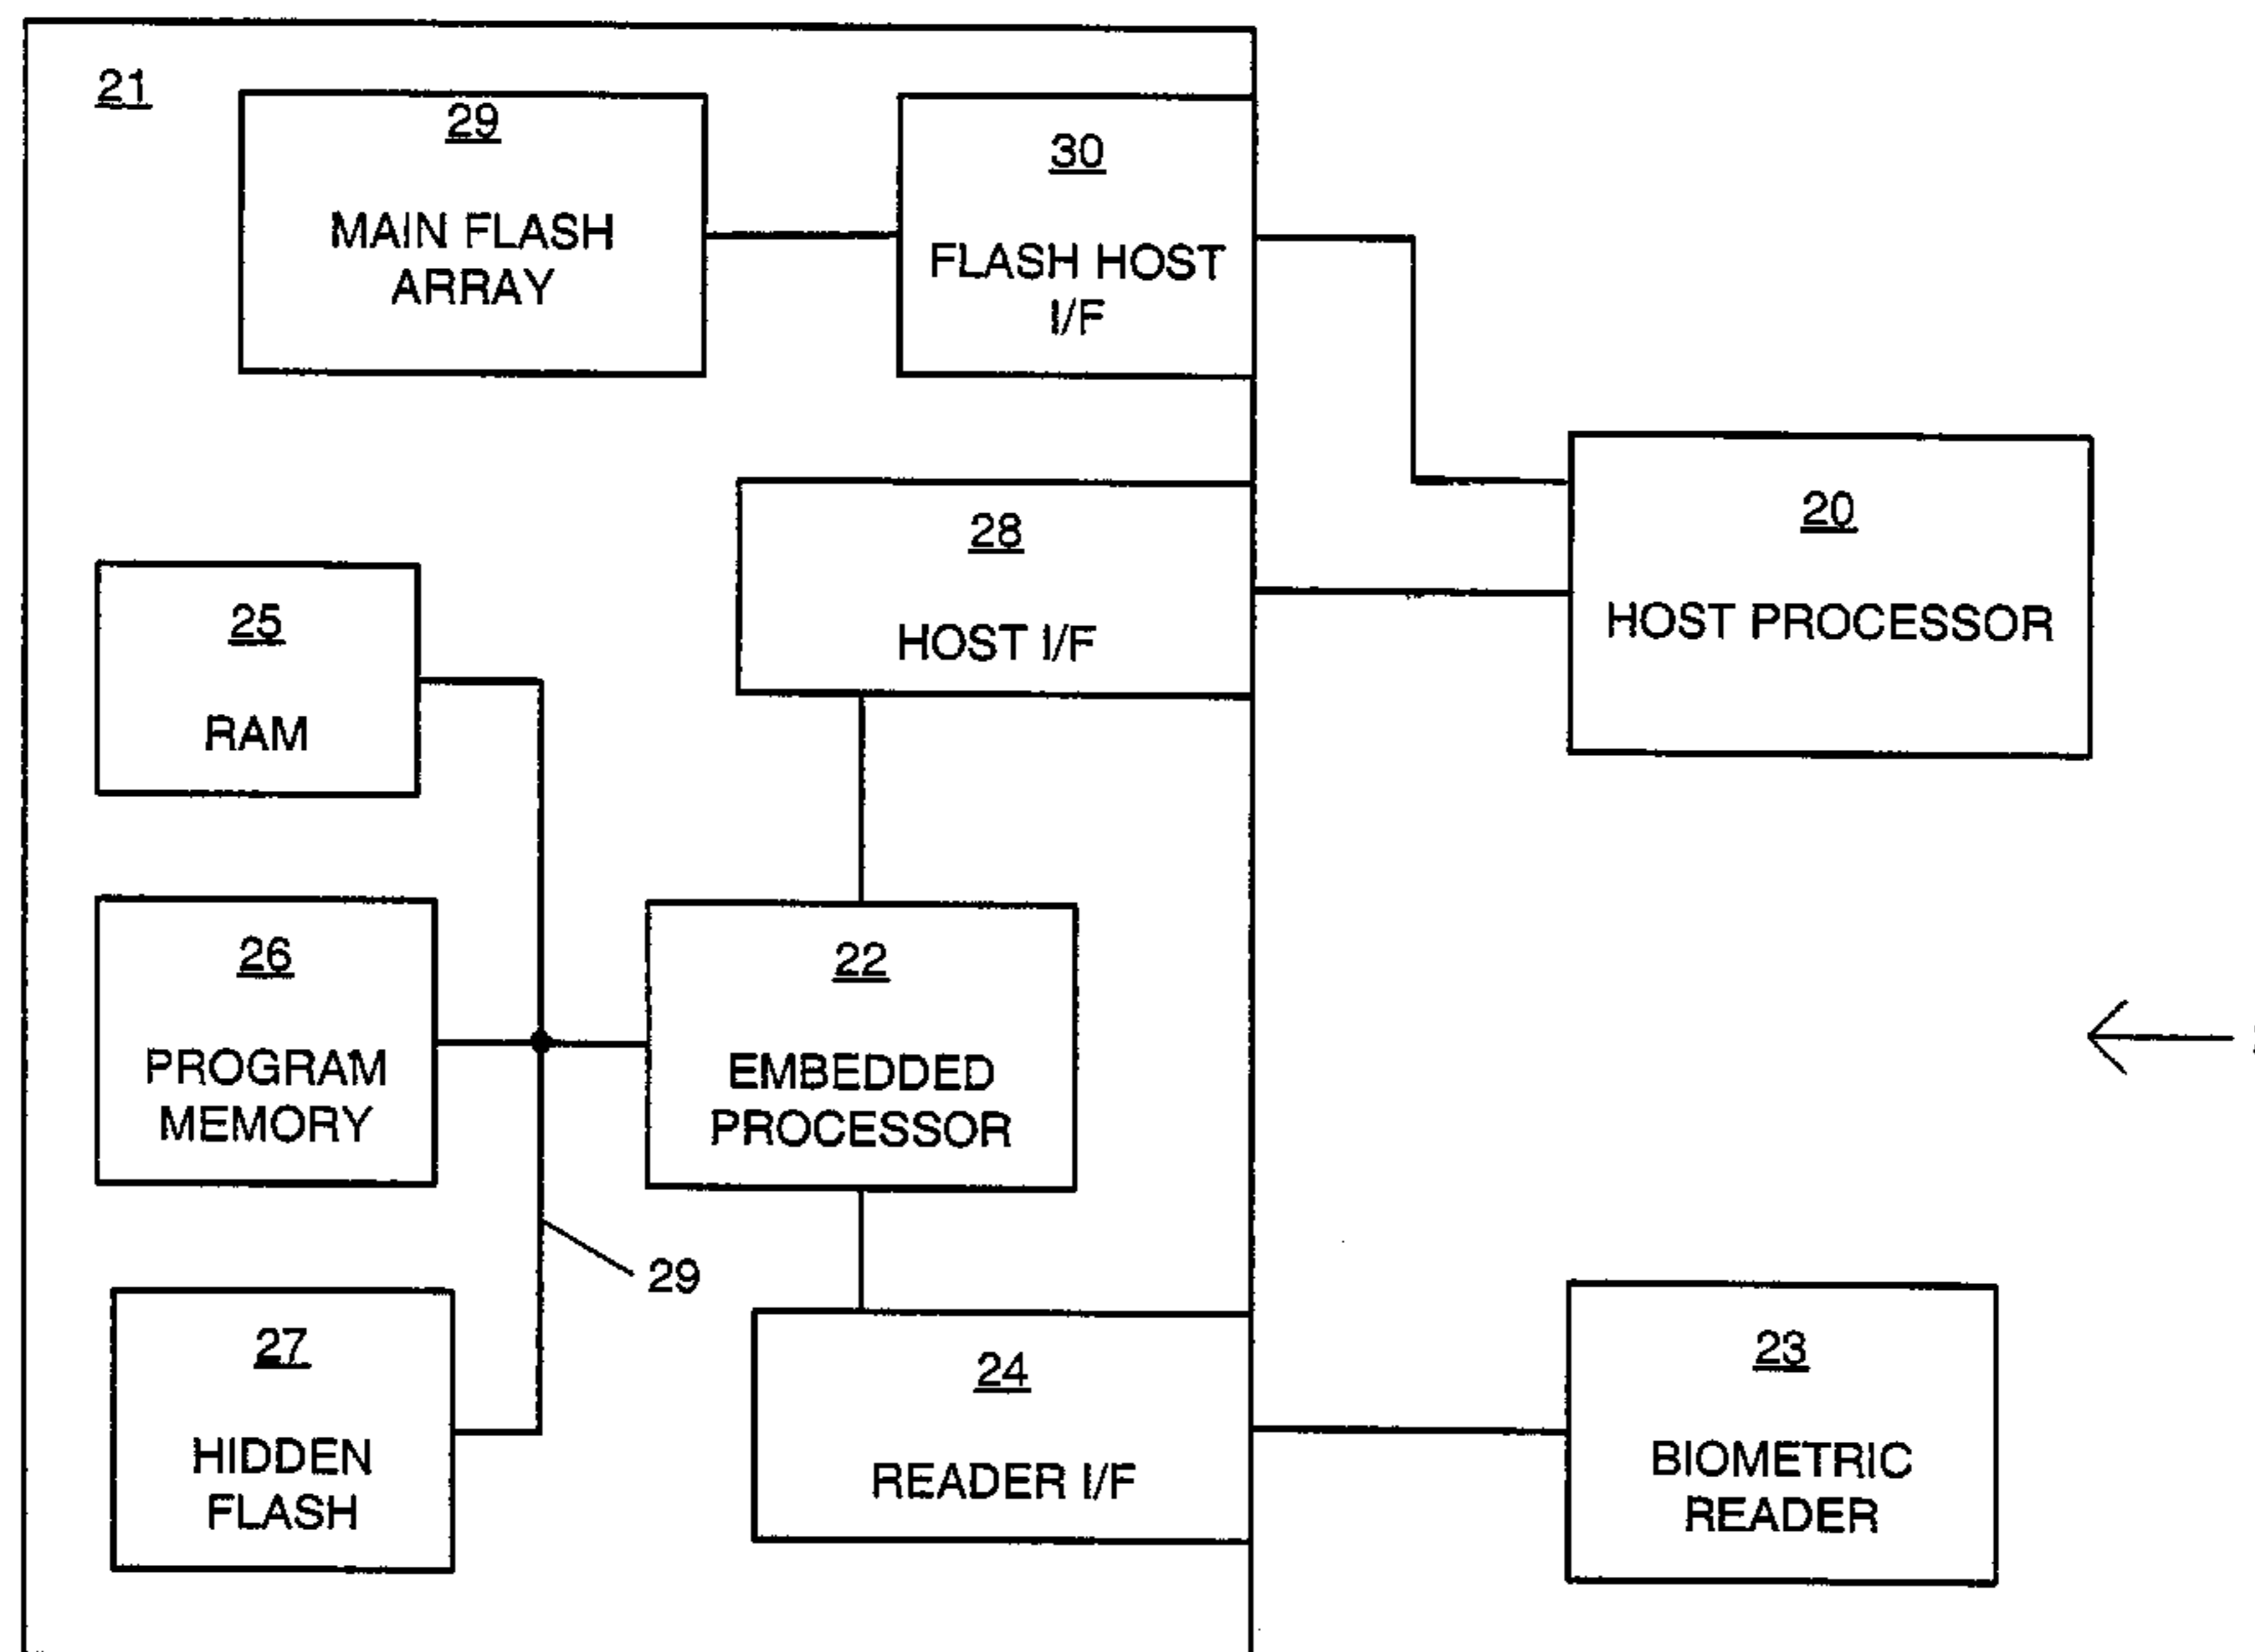 21
29
MAIN FLASH
ARRAY
30
FLASH HOST
I/F
20
HOST PROCESSOR
28
HOST I/F
25
RAM
26
PROGRAM
MEMORY
22
EMBEDDED
PROCESSOR
29
27
HIDDEN
FLASH
24
READER I/F
23
BIOMETRIC
READER